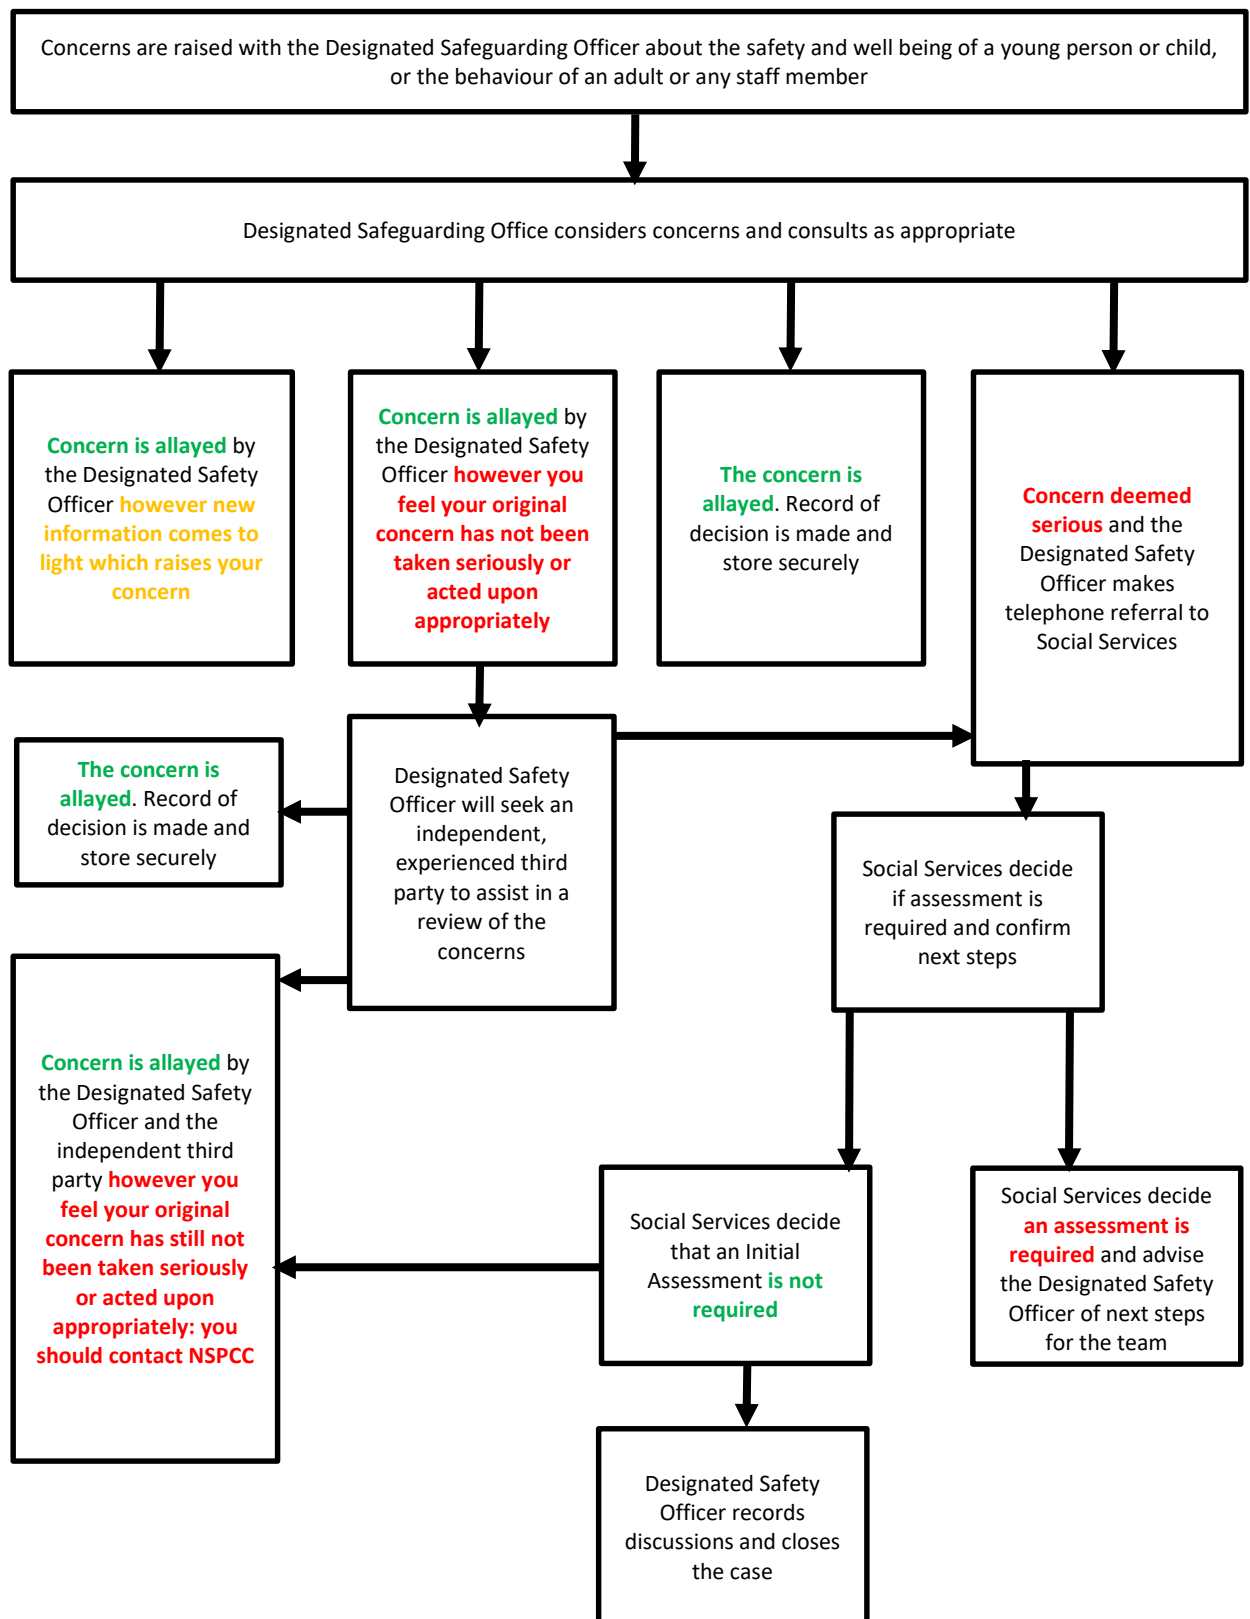 Concerns are raised with the Designated Safeguarding Officer about the safety and well being of a young person or child,
or the behaviour of an adult or any staff member
Designated Safeguarding Office considers concerns and consults as appropriate
Concern is allayed by
the Designated Safety
Officer however new
information comes to
light which raises your
concern
Concern is allayed by
the Designated Safety
Officer however you
feel your original
concern has not been
taken seriously or
acted upon
appropriately
The concern is
allayed. Record of
decision is made and
store securely
Concern deemed
serious and the
Designated Safety
Officer makes
telephone referral to
Social Services
The concern is
allayed. Record of
decision is made and
store securely
Designated Safety
Officer will seek an
independent,
experienced third
party to assist in a
review of the
concerns
Social Services decide
if assessment is
required and confirm
next steps
Concern is allayed by
the Designated Safety
Officer and the
independent third
party however you
feel your original
concern has still not
been taken seriously
or acted upon
appropriately: you
should contact NSPCC
Social Services decide
that an Initial
Assessment is not
required
Social Services decide
an assessment is
required and advise
the Designated Safety
Officer of next steps
for the team
Designated Safety
Officer records
discussions and closes
the case